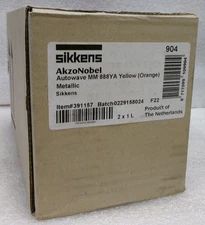 904
sikkens
AkzoNobel
Autowave MM 888YA Yellow (Orange)
Metallic
Sikkens
Item#391157 Batch0229158024 F22
2 x 1 L
Product of
The Netherlands